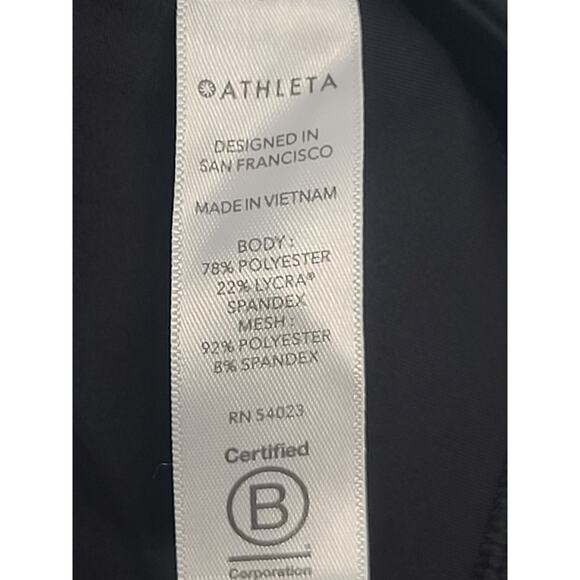 ATHLETA
DESIGNED IN
SAN FRANCISCO
MADE IN VIETNAM
BODY:
78% POLYESTER
22% LYCRA®
SPANDEX
MESH:
92% POLYESTER
8% SPANDEX
RN 54023
Certified
B
Corporation